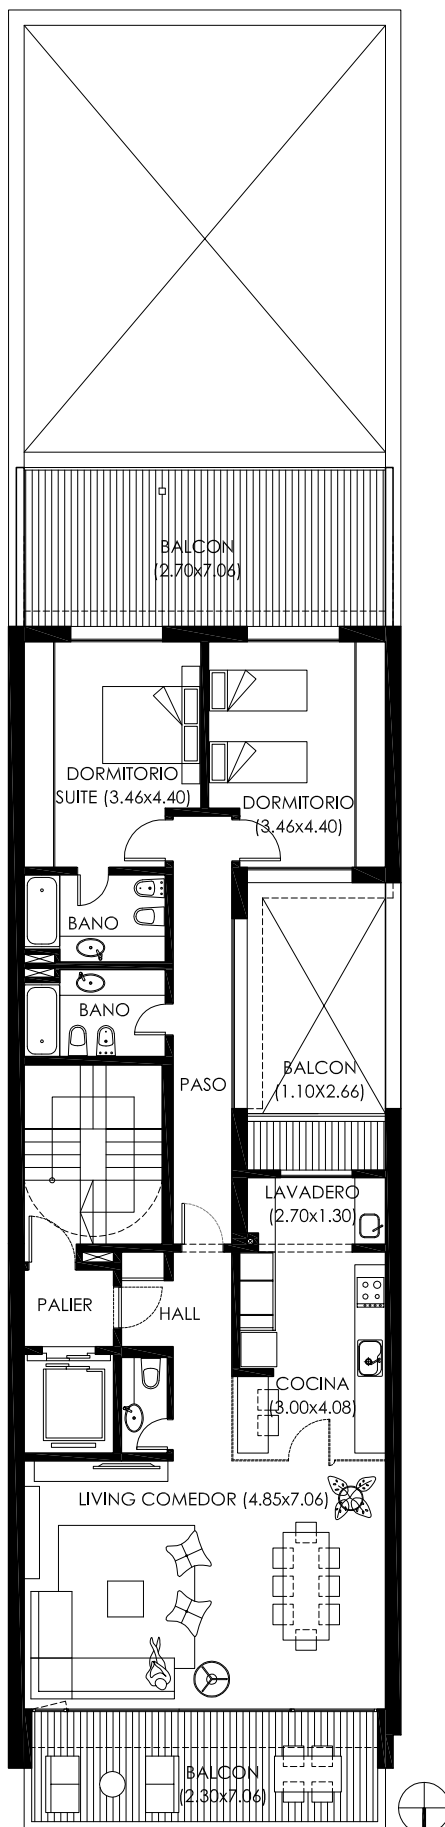 BALCON
(2.70x7.06)
DORMITORIO
SUITE (3.46x4.40)
DORMITORIO
(3.46x4.40)
BANO
BANO
PASO
BALCON
(1.10X2.66)
LAVADERO
(2.70x1.30)
PALIER
HALL
COCINA
(3.00x4.08)
LIVING COMEDOR (4.85x7.06)
BALCON
(2.30x7.06)